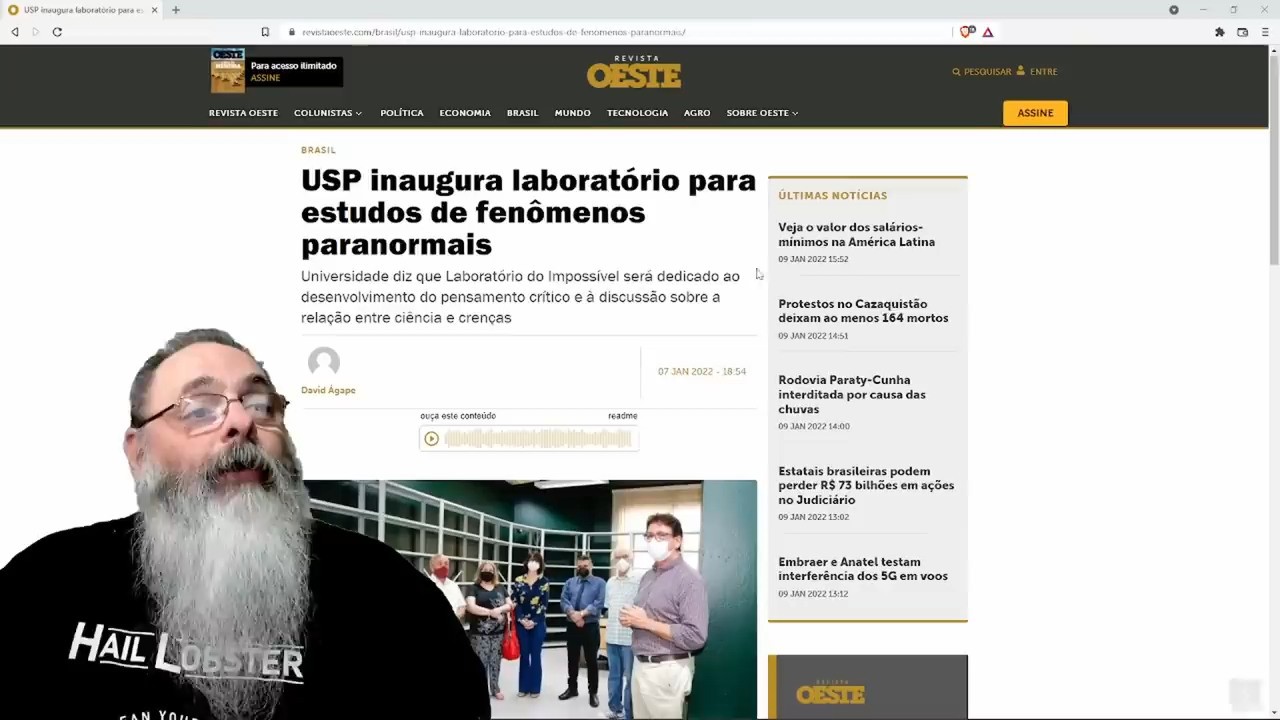 USP inaugura laboratório para es
revistaoeste.com/brasil/usp-inaugura-laboratorio-para-estudos-de-fenomenos-paranormais/
OESTE
Para acesso ilimitado
ASSINE
REVISTA
OESTE
PESQUISAR
ENTRE
REVISTA OESTE
COLUNISTAS
POLÍTICA
ECONOMIA
BRASIL
MUNDO
TECNOLOGIA
AGRO
SOBRE OESTE
ASSINE
BRASIL
USP inaugura laboratório para
estudos de fenômenos
paranormais
Universidade diz que Laboratório do Impossível será dedicado ao
desenvolvimento do pensamento crítico e à discussão sobre a
relação entre ciência e crenças
David Ágape
07 JAN 2022 - 18:54
ouça este conteúdo
readme
ÚLTIMAS NOTÍCIAS
Veja o valor dos salários-
mínimos na América Latina
09 JAN 2022 15:52
Protestos no Cazaquistão
deixam ao menos 164 mortos
09 JAN 2022 14:51
Rodovia Paraty-Cunha
interditada por causa das
chuvas
09 JAN 2022 14:00
Estatais brasileiras podem
perder R$ 73 bilhões em ações
no Judiciário
09 JAN 2022 13:02
Embraer e Anatel testam
interferência dos 5G em voos
09 JAN 2022 13:12
REVISTA
OESTE
HAIL LOBSTER